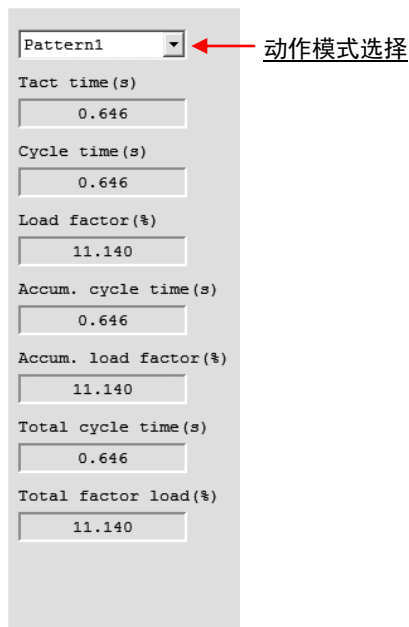 Pattern1
动作模式选择
Tact time(s)
0.646
Cycle time(s)
0.646
Load factor(%)
11.140
Accum. cycle time(s)
0.646
Accum. load factor(%)
11.140
Total cycle time(s)
0.646
Total factor load(%)
11.140